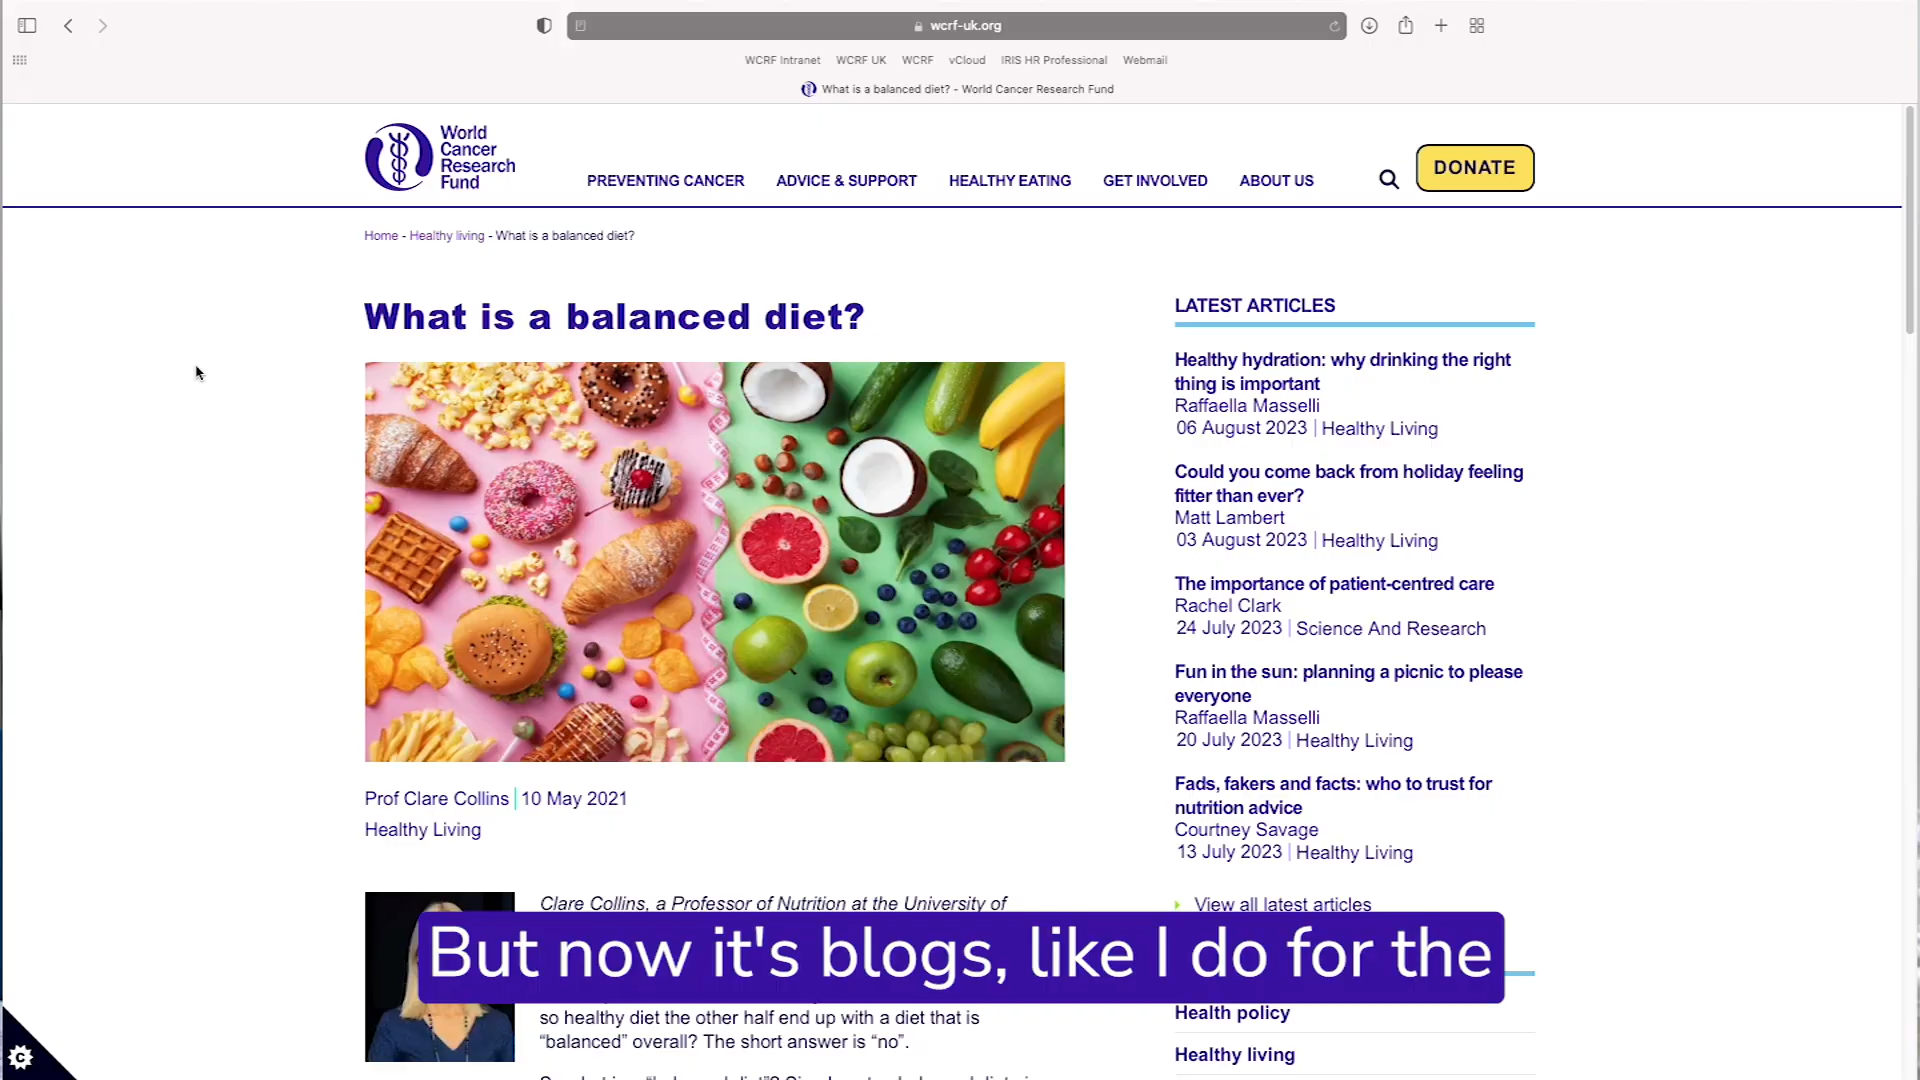 wcrf-uk.org
WCRF Intranet WCRF UK WCRF vCloud IRIS HR Professional Webmail
What is a balanced diet? - World Cancer Research Fund
World
Cancer
Research
Fund
PREVENTING CANCER ADVICE & SUPPORT HEALTHY EATING GET INVOLVED ABOUT US
DONATE
Home - Healthy living - What is a balanced diet?
What is a balanced diet?
Prof Clare Collins | 10 May 2021
Healthy Living
Clare Collins, a Professor of Nutrition at the University of
so healthy diet the other half end up with a diet that is
“balanced” overall? The short answer is “no”.
LATEST ARTICLES
Healthy hydration: why drinking the right
thing is important
Raffaella Masselli
06 August 2023 | Healthy Living
Could you come back from holiday feeling
fitter than ever?
Matt Lambert
03 August 2023 | Healthy Living
The importance of patient-centred care
Rachel Clark
24 July 2023 | Science And Research
Fun in the sun: planning a picnic to please
everyone
Raffaella Masselli
20 July 2023 | Healthy Living
Fads, fakers and facts: who to trust for
nutrition advice
Courtney Savage
13 July 2023 | Healthy Living
View all latest articles
Health policy
Healthy living
But now it's blogs, like I do for the